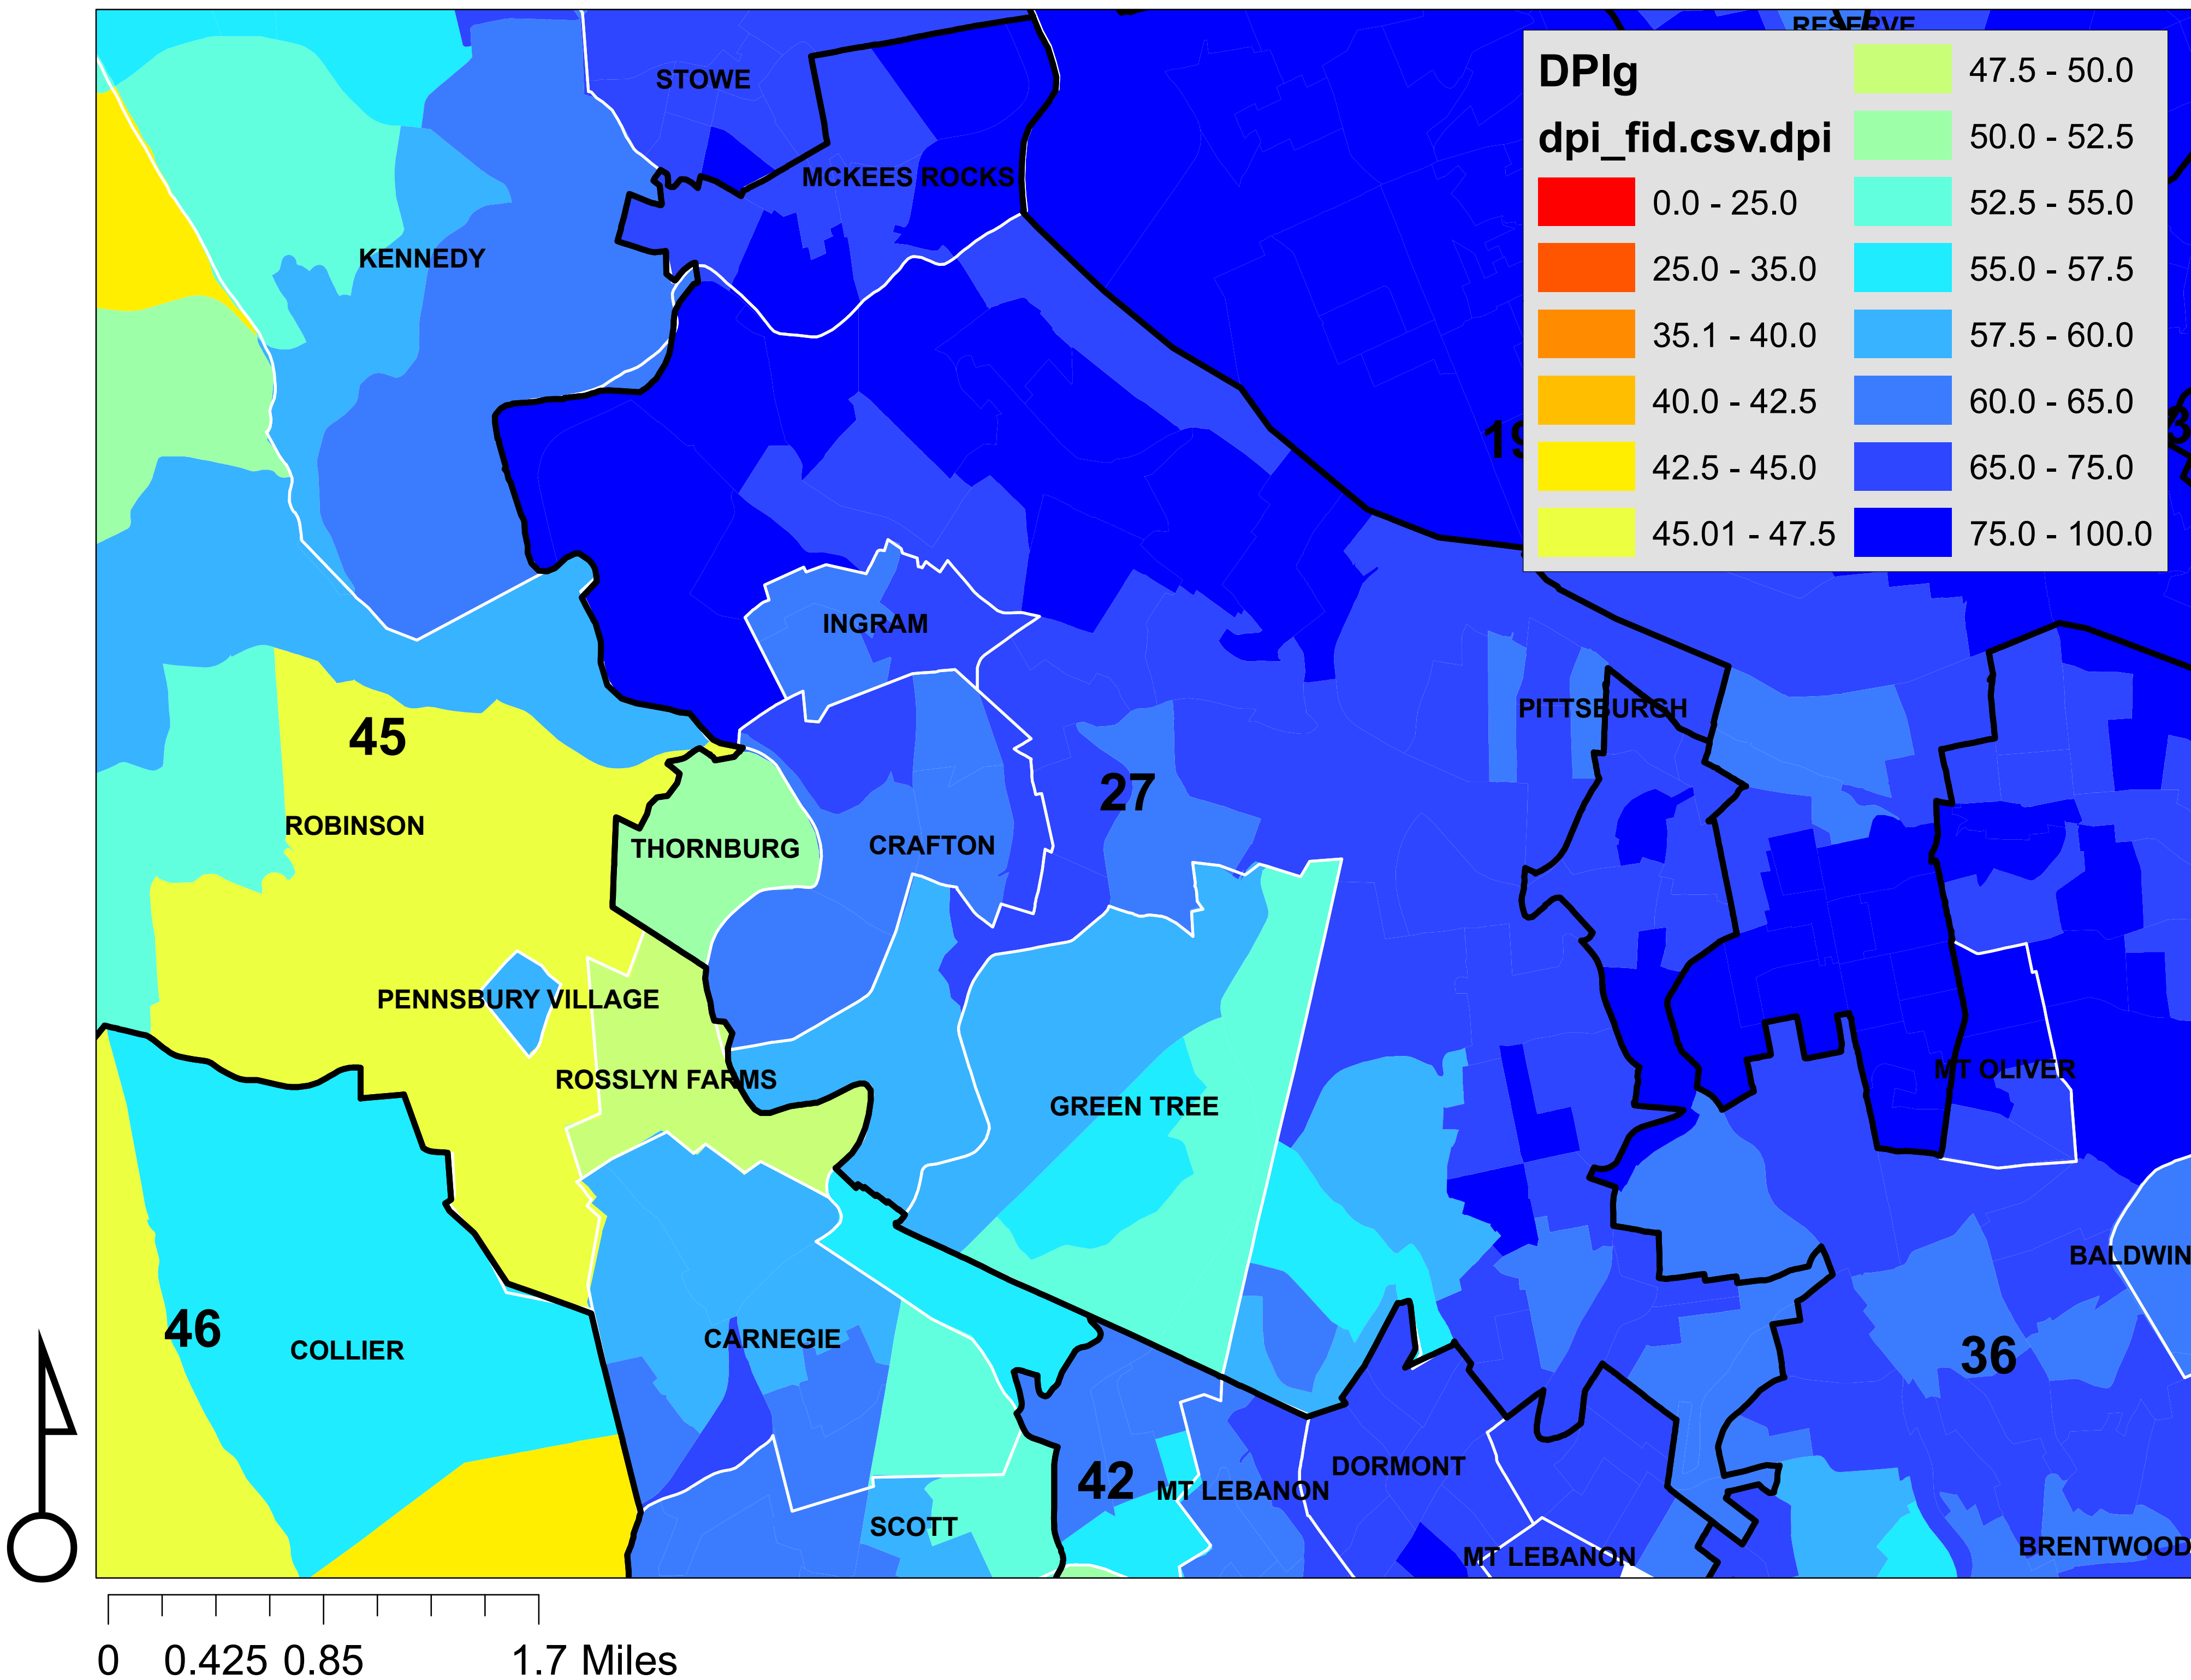 RESERVE
STOWE
MCKEES ROCKS
KENNEDY
DPIg
dpi_fid.csv.dpi
0.0 - 25.0
25.0 - 35.0
35.1 - 40.0
40.0 - 42.5
42.5 - 45.0
45.01 - 47.5
47.5 - 50.0
50.0 - 52.5
52.5 - 55.0
55.0 - 57.5
57.5 - 60.0
60.0 - 65.0
65.0 - 75.0
75.0 - 100.0
19
INGRAM
PITTSBURGH
45
ROBINSON
27
THORNBURG
CRAFTON
PENNSBURY VILLAGE
ROSSLYN FARMS
GREEN TREE
MT OLIVER
BALDWIN
46
COLLIER
CARNEGIE
36
42
MT LEBANON
DORMONT
SCOTT
MT LEBANON
BRENTWOOD
0 0.425 0.85 1.7 Miles